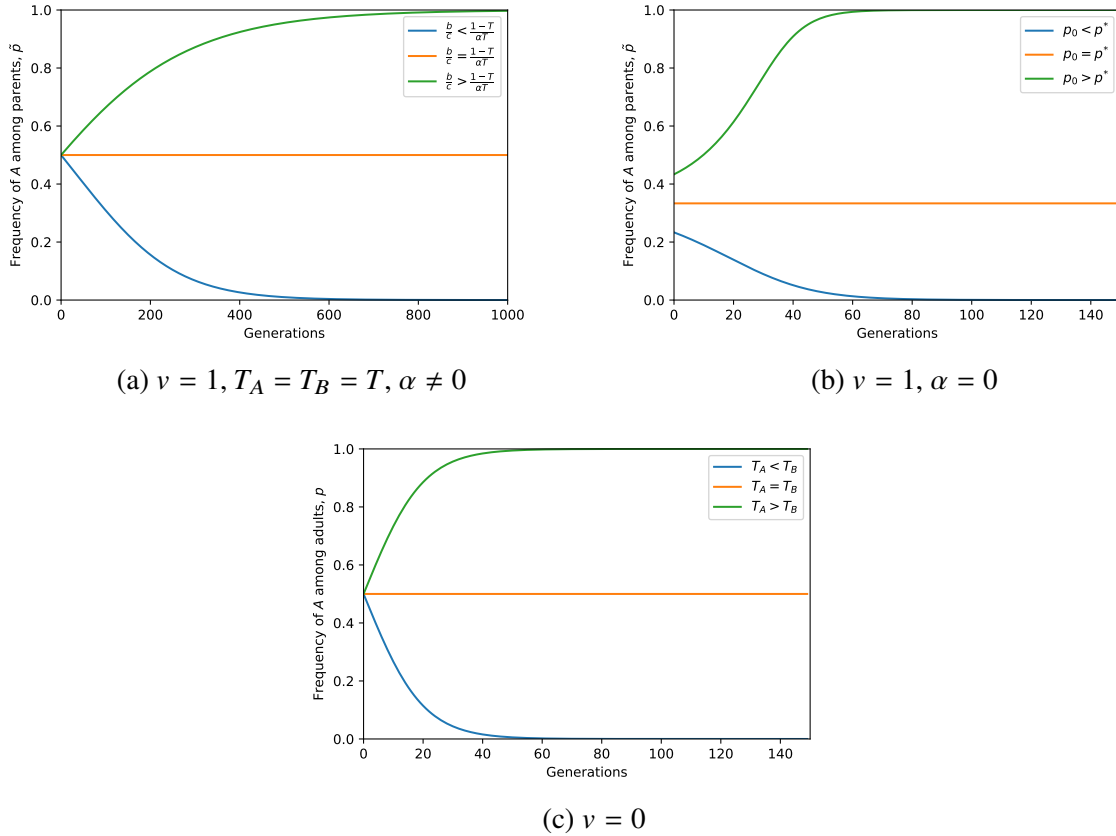 1.0
0.8
0.6
0.4
0.2
0.0
Frequency of A among parents, p̃
b/c < (1−T)/(αT)
b/c = (1−T)/(αT)
b/c > (1−T)/(αT)
0 200 400 600 800 1000
Generations
(a) v = 1, T_A = T_B = T, α ≠ 0
1.0
0.8
0.6
0.4
0.2
0.0
Frequency of A among parents, p̃
p₀ < p*
p₀ = p*
p₀ > p*
0 20 40 60 80 100 120 140
Generations
(b) v = 1, α = 0
1.0
0.8
0.6
0.4
0.2
0.0
Frequency of A among adults, p
T_A < T_B
T_A = T_B
T_A > T_B
0 20 40 60 80 100 120 140
Generations
(c) v = 0